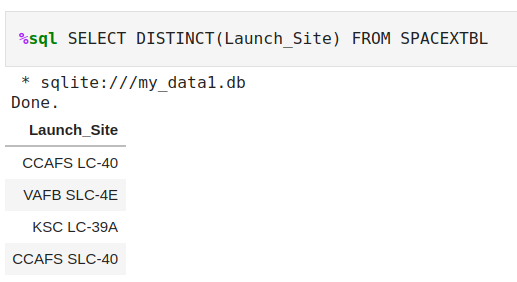 %sql SELECT DISTINCT(Launch_Site) FROM SPACEXTBL
* sqlite:///my_data1.db
Done.
Launch_Site
CCAFS LC-40
VAFB SLC-4E
KSC LC-39A
CCAFS SLC-40